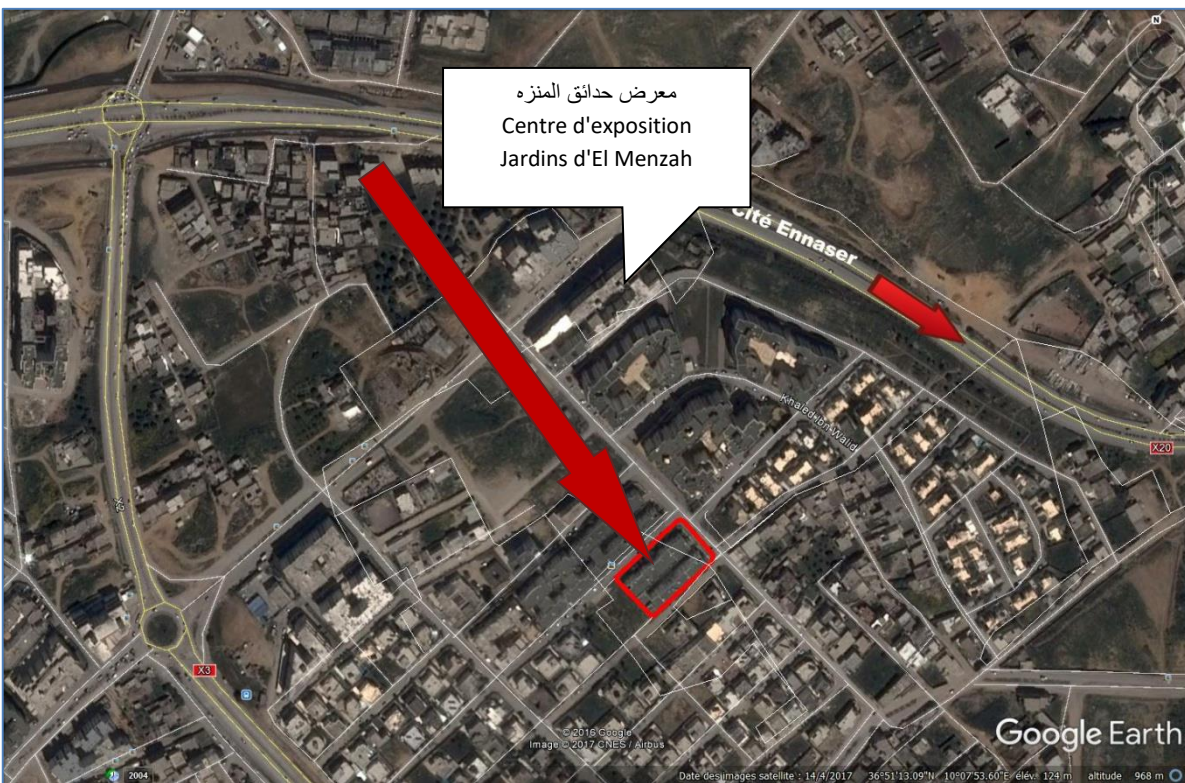 N
معرض حدائق المنزه
Centre d'exposition
Jardins d'El Menzah
Cité Ennaser
Khaled Ibn Walid
X20
X3
© 2016 Google
Image © 2017 CNES / Airbus
Google Earth
2004
Date des images satellite : 14/4/2017 36°51'13.09"N 10°07'53.60"E élév. 124 m altitude 968 m